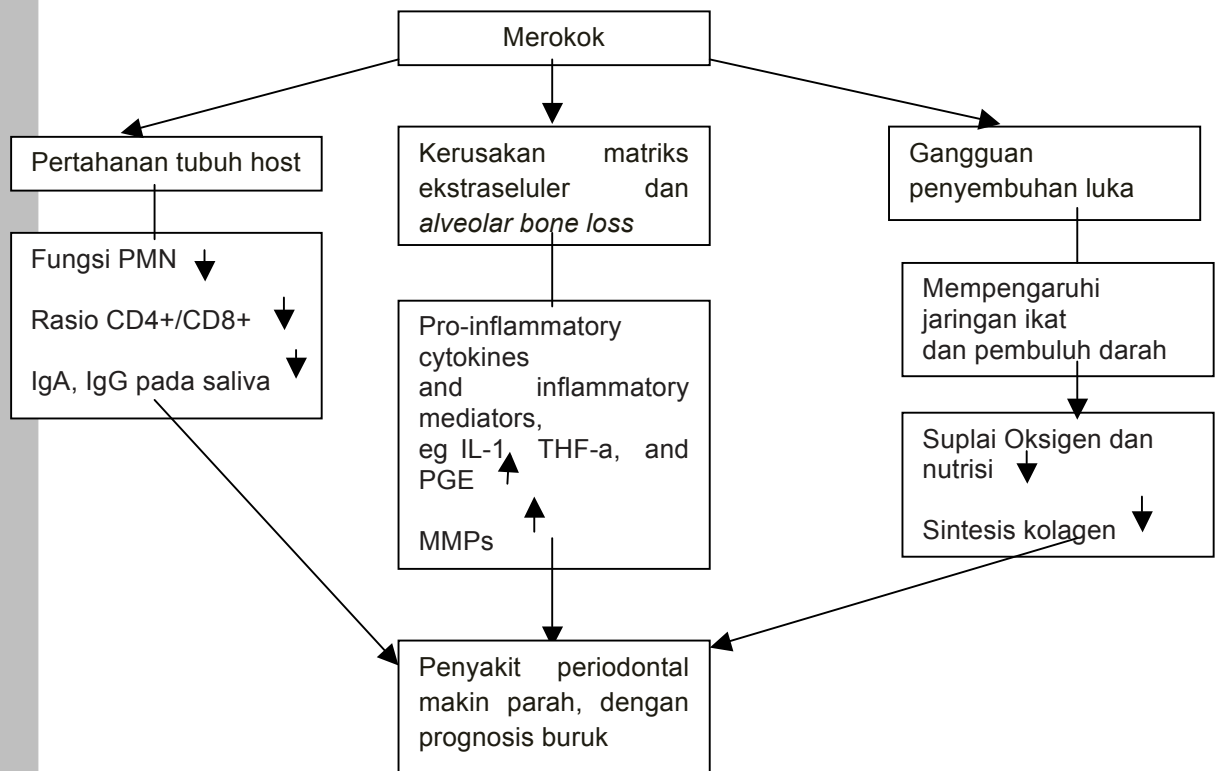 Merokok
Pertahanan tubuh host
Fungsi PMN
Rasio CD4+/CD8+
IgA, IgG pada saliva
Kerusakan matriks
ekstraseluler dan
alveolar bone loss
Pro-inflammatory
cytokines
and inflammatory
mediators,
eg IL-1, THF-a, and
PGE
MMPs
Gangguan
penyembuhan luka
Mempengaruhi
jaringan ikat
dan pembuluh darah
Suplai Oksigen dan
nutrisi
Sintesis kolagen
Penyakit periodontal
makin parah, dengan
prognosis buruk